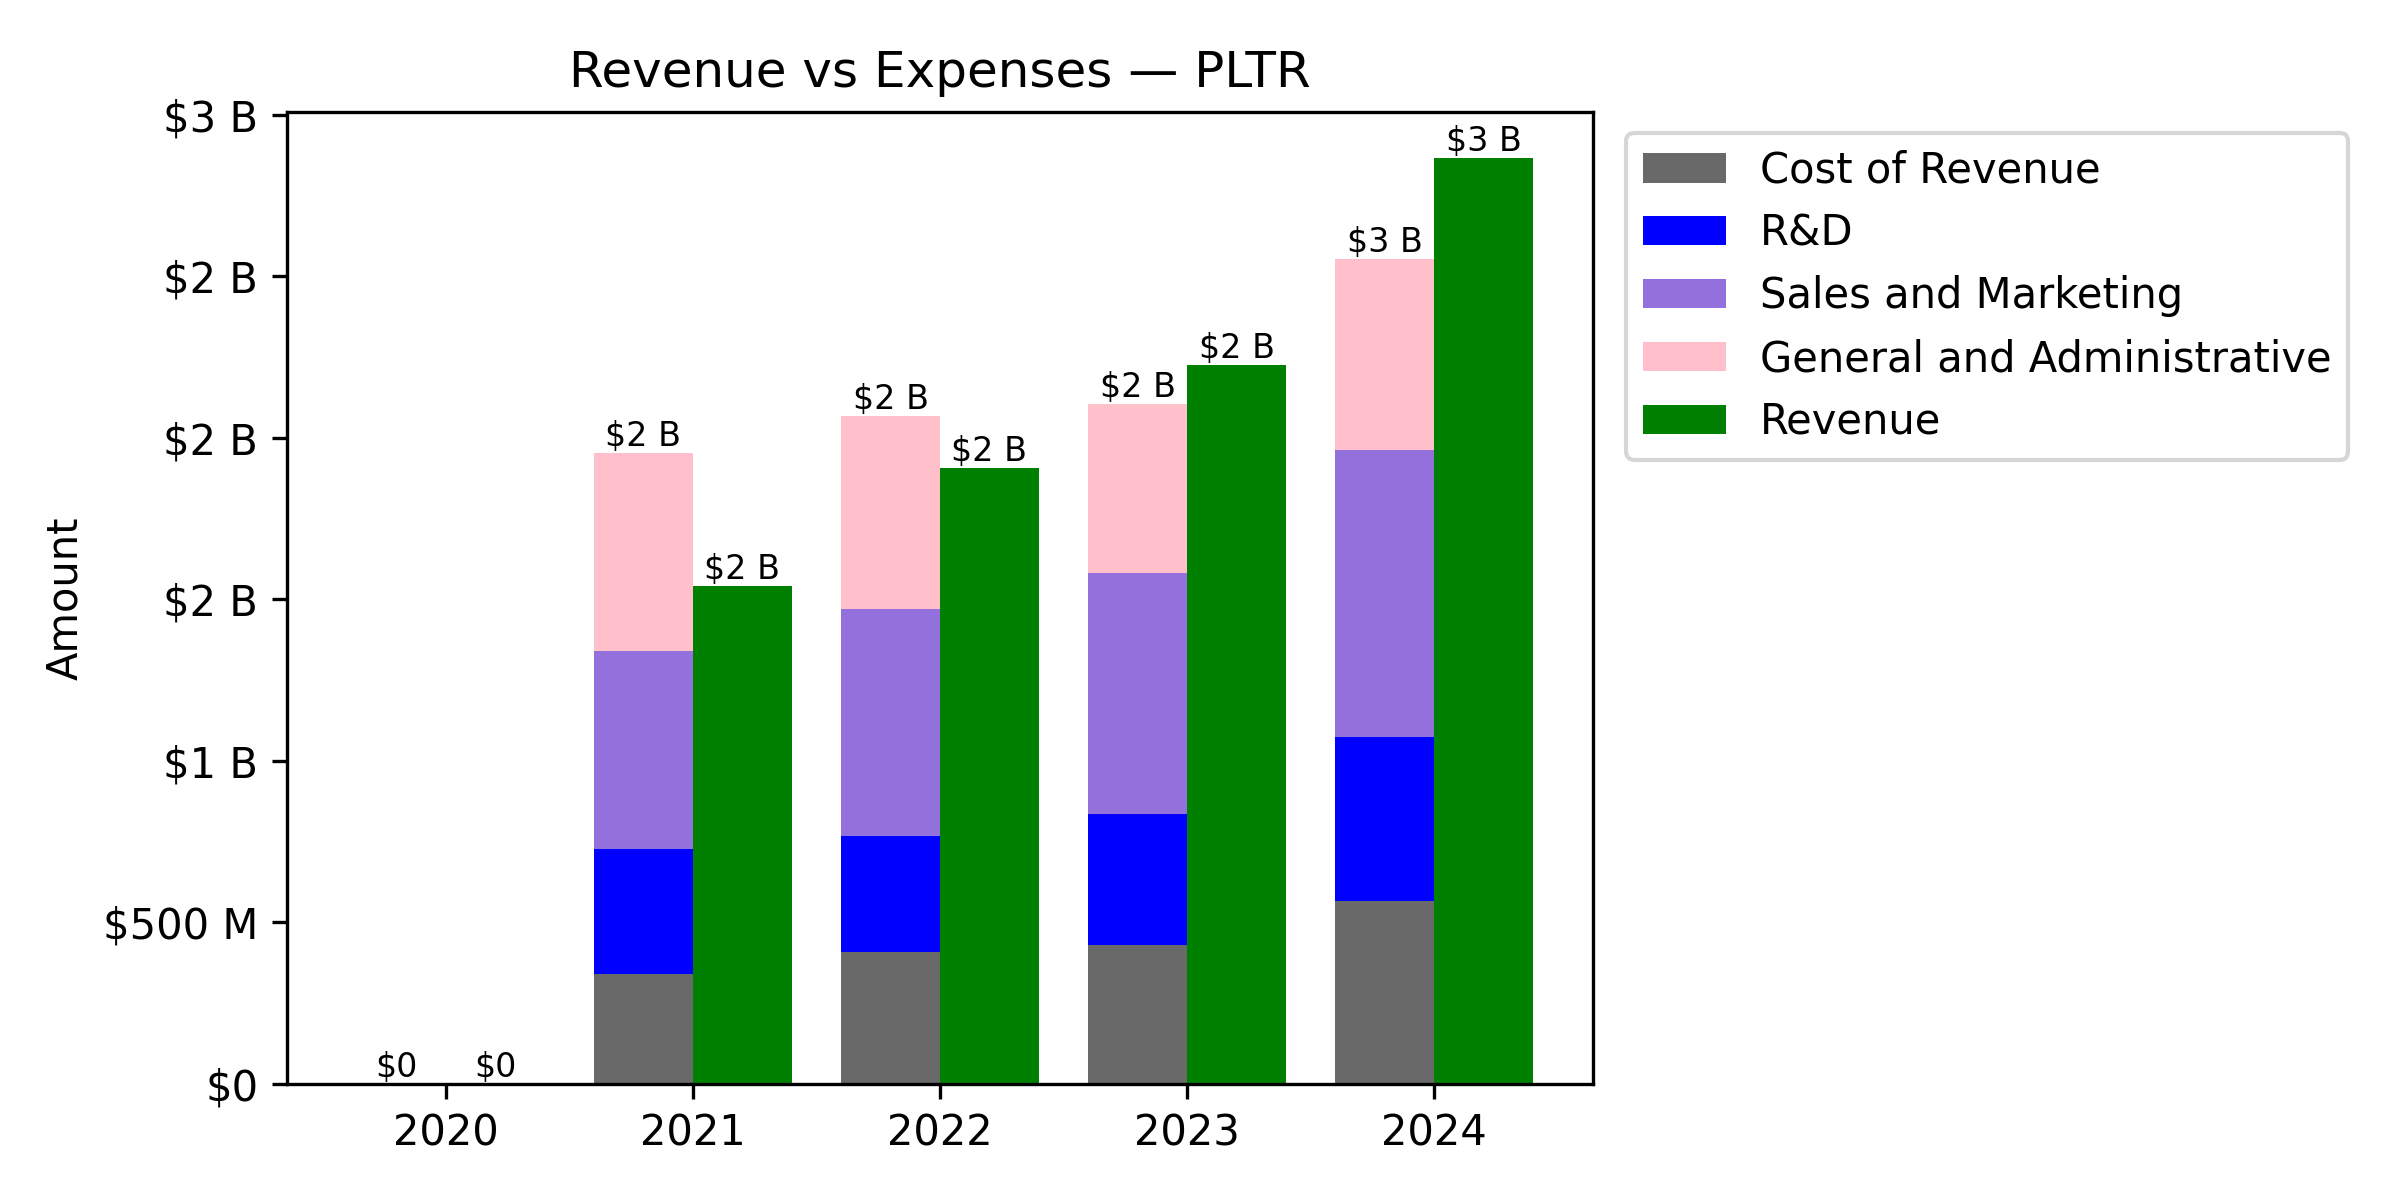 Revenue vs Expenses — PLTR
Amount
$3 B
$2 B
$2 B
$2 B
$1 B
$500 M
$0
$0
$0
$2 B
$2 B
$2 B
$2 B
$2 B
$2 B
$3 B
$3 B
2020
2021
2022
2023
2024
Cost of Revenue
R&D
Sales and Marketing
General and Administrative
Revenue